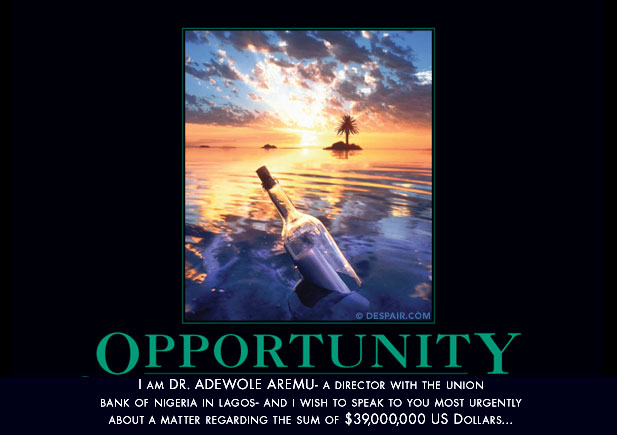 © DESPAIR.COM
OPPORTUNITY
I AM DR. ADEWOLE AREMU- A DIRECTOR WITH THE UNION
BANK OF NIGERIA IN LAGOS- AND I WISH TO SPEAK TO YOU MOST URGENTLY
ABOUT A MATTER REGARDING THE SUM OF $39,000,000 US DOLLARS...